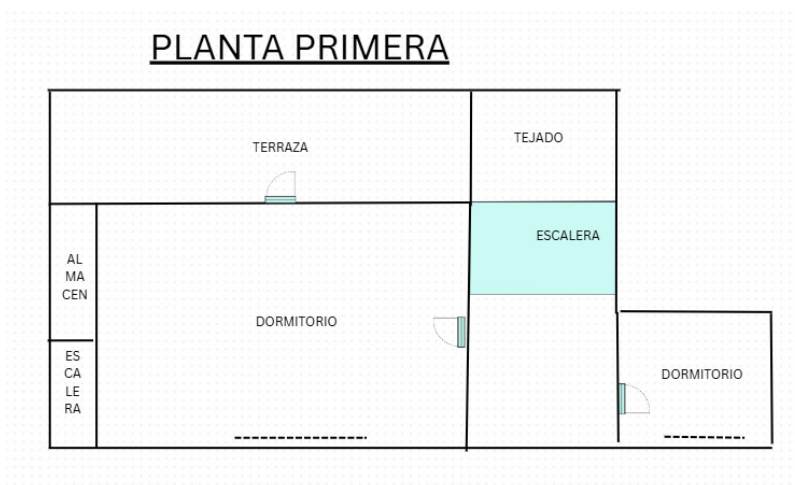 PLANTA PRIMERA
TERRAZA
TEJADO
ESCALERA
AL
MA
CEN
DORMITORIO
ES
CA
LE
RA
DORMITORIO